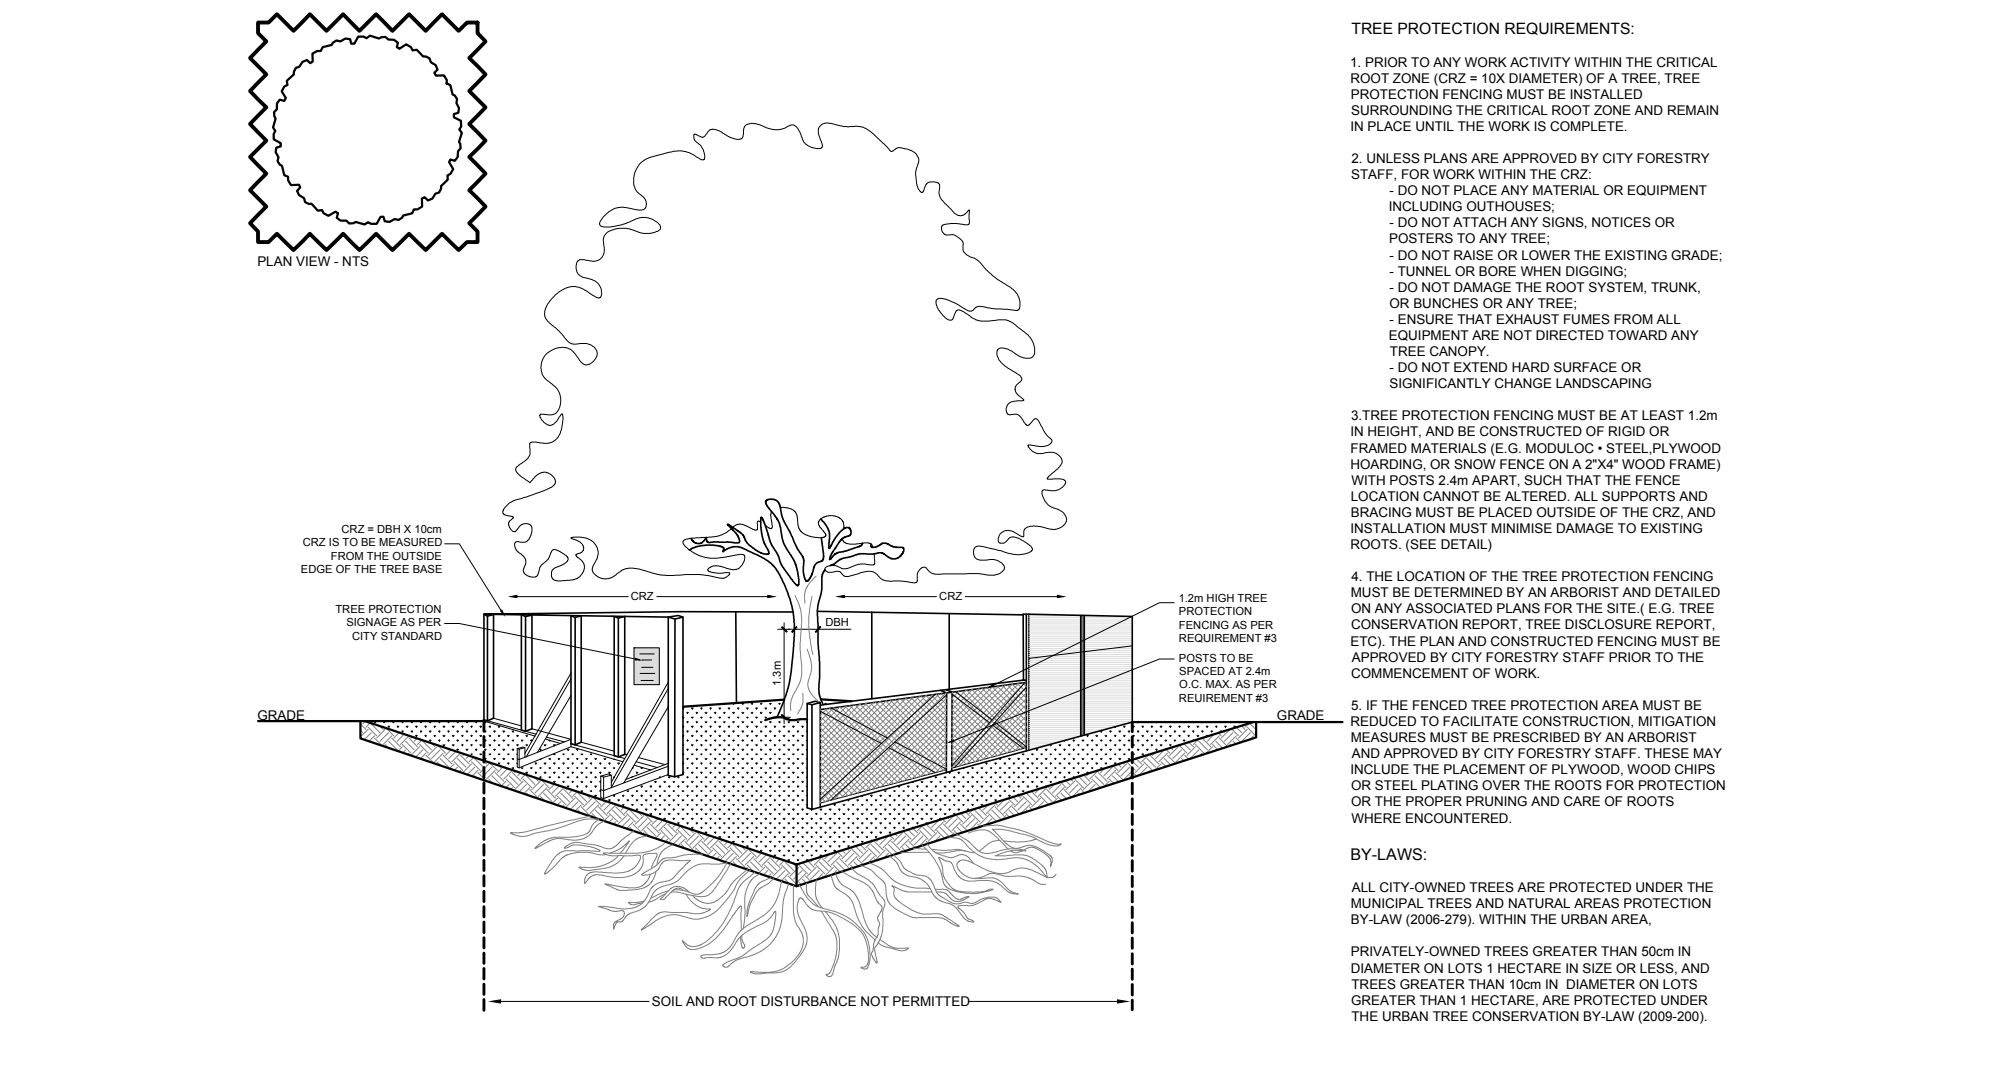 PLAN VIEW - NTS
CRZ = DBH X 10cm
CRZ IS TO BE MEASURED
FROM THE OUTSIDE
EDGE OF THE TREE BASE
TREE PROTECTION
SIGNAGE AS PER
CITY STANDARD
GRADE
CRZ
CRZ
DBH
1.3m
1.2m HIGH TREE
PROTECTION
FENCING AS PER
REQUIREMENT #3
POSTS TO BE
SPACED AT 2.4m
O.C. MAX. AS PER
REUIREMENT #3
GRADE
SOIL AND ROOT DISTURBANCE NOT PERMITTED
TREE PROTECTION REQUIREMENTS:
1. PRIOR TO ANY WORK ACTIVITY WITHIN THE CRITICAL
ROOT ZONE (CRZ = 10X DIAMETER) OF A TREE, TREE
PROTECTION FENCING MUST BE INSTALLED
SURROUNDING THE CRITICAL ROOT ZONE AND REMAIN
IN PLACE UNTIL THE WORK IS COMPLETE.
2. UNLESS PLANS ARE APPROVED BY CITY FORESTRY
STAFF, FOR WORK WITHIN THE CRZ:
- DO NOT PLACE ANY MATERIAL OR EQUIPMENT
INCLUDING OUTHOUSES;
- DO NOT ATTACH ANY SIGNS, NOTICES OR
POSTERS TO ANY TREE;
- DO NOT RAISE OR LOWER THE EXISTING GRADE;
- TUNNEL OR BORE WHEN DIGGING;
- DO NOT DAMAGE THE ROOT SYSTEM, TRUNK,
OR BUNCHES OR ANY TREE;
- ENSURE THAT EXHAUST FUMES FROM ALL
EQUIPMENT ARE NOT DIRECTED TOWARD ANY
TREE CANOPY.
- DO NOT EXTEND HARD SURFACE OR
SIGNIFICANTLY CHANGE LANDSCAPING
3.TREE PROTECTION FENCING MUST BE AT LEAST 1.2m
IN HEIGHT, AND BE CONSTRUCTED OF RIGID OR
FRAMED MATERIALS (E.G. MODULOC • STEEL,PLYWOOD
HOARDING, OR SNOW FENCE ON A 2"X4" WOOD FRAME)
WITH POSTS 2.4m APART, SUCH THAT THE FENCE
LOCATION CANNOT BE ALTERED. ALL SUPPORTS AND
BRACING MUST BE PLACED OUTSIDE OF THE CRZ, AND
INSTALLATION MUST MINIMISE DAMAGE TO EXISTING
ROOTS. (SEE DETAIL)
4. THE LOCATION OF THE TREE PROTECTION FENCING
MUST BE DETERMINED BY AN ARBORIST AND DETAILED
ON ANY ASSOCIATED PLANS FOR THE SITE.( E.G. TREE
CONSERVATION REPORT, TREE DISCLOSURE REPORT,
ETC). THE PLAN AND CONSTRUCTED FENCING MUST BE
APPROVED BY CITY FORESTRY STAFF PRIOR TO THE
COMMENCEMENT OF WORK.
5. IF THE FENCED TREE PROTECTION AREA MUST BE
REDUCED TO FACILITATE CONSTRUCTION, MITIGATION
MEASURES MUST BE PRESCRIBED BY AN ARBORIST
AND APPROVED BY CITY FORESTRY STAFF. THESE MAY
INCLUDE THE PLACEMENT OF PLYWOOD, WOOD CHIPS
OR STEEL PLATING OVER THE ROOTS FOR PROTECTION
OR THE PROPER PRUNING AND CARE OF ROOTS
WHERE ENCOUNTERED.
BY-LAWS:
ALL CITY-OWNED TREES ARE PROTECTED UNDER THE
MUNICIPAL TREES AND NATURAL AREAS PROTECTION
BY-LAW (2006-279). WITHIN THE URBAN AREA,
PRIVATELY-OWNED TREES GREATER THAN 50cm IN
DIAMETER ON LOTS 1 HECTARE IN SIZE OR LESS, AND
TREES GREATER THAN 10cm IN DIAMETER ON LOTS
GREATER THAN 1 HECTARE, ARE PROTECTED UNDER
THE URBAN TREE CONSERVATION BY-LAW (2009-200).